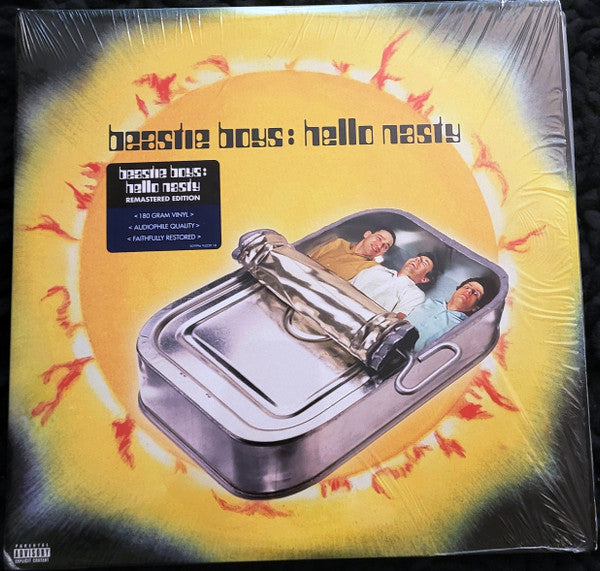 beastie boys: hello nasty
beastie boys:
hello nasty
REMASTERED EDITION
< 180 GRAM VINYL >
< AUDIOPHILE QUALITY >
< FAITHFULLY RESTORED >
PARENTAL
ADVISORY
EXPLICIT CONTENT